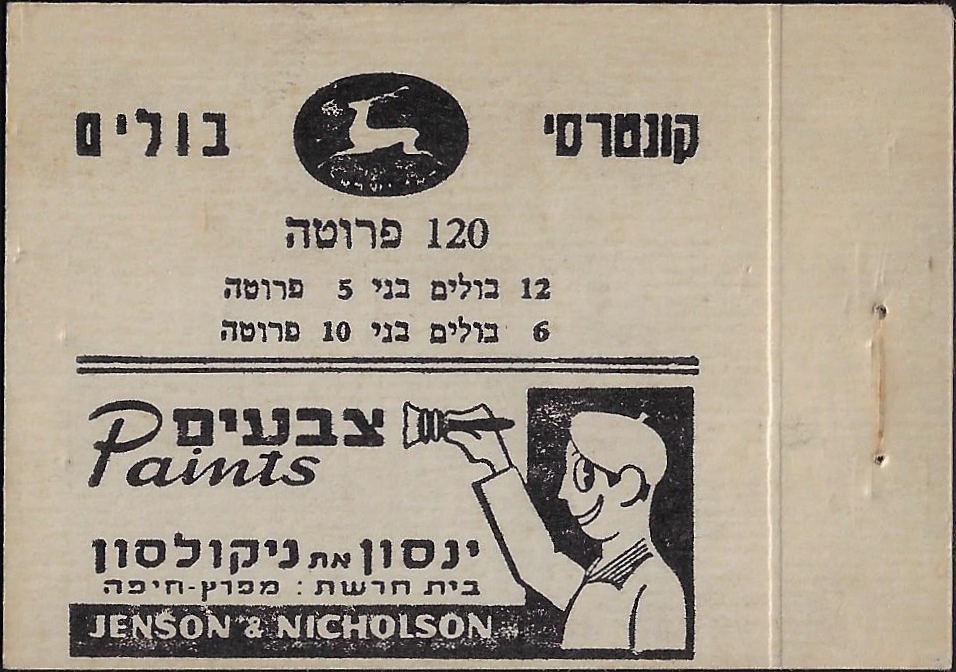 קונטרסי בולים
120 פרוטה
12 בולים בני 5 פרוטה
6 בולים בני 10 פרוטה
צבעים
Paints
ינסון את ניקולסון
בית חרשת: מפרץ-חיפה
JENSON & NICHOLSON